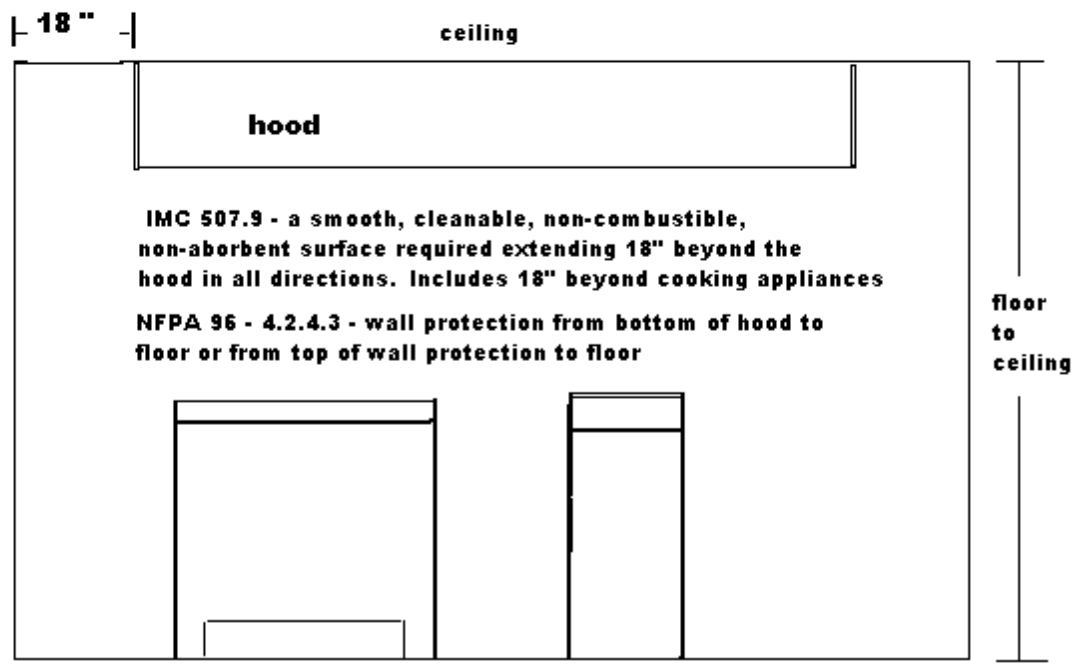 18 "
ceiling
hood
IMC 507.9 - a smooth, cleanable, non-combustible,
non-aborbent surface required extending 18" beyond the
hood in all directions. Includes 18" beyond cooking appliances
NFPA 96 - 4.2.4.3 - wall protection from bottom of hood to
floor or from top of wall protection to floor
floor
to
ceiling